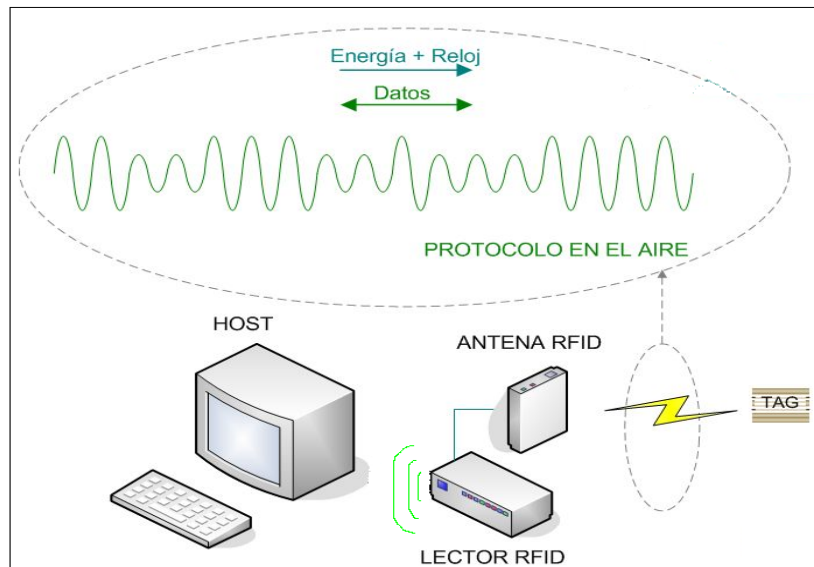 Energía + Reloj
Datos
PROTOCOLO EN EL AIRE
HOST
ANTENA RFID
TAG
LECTOR RFID